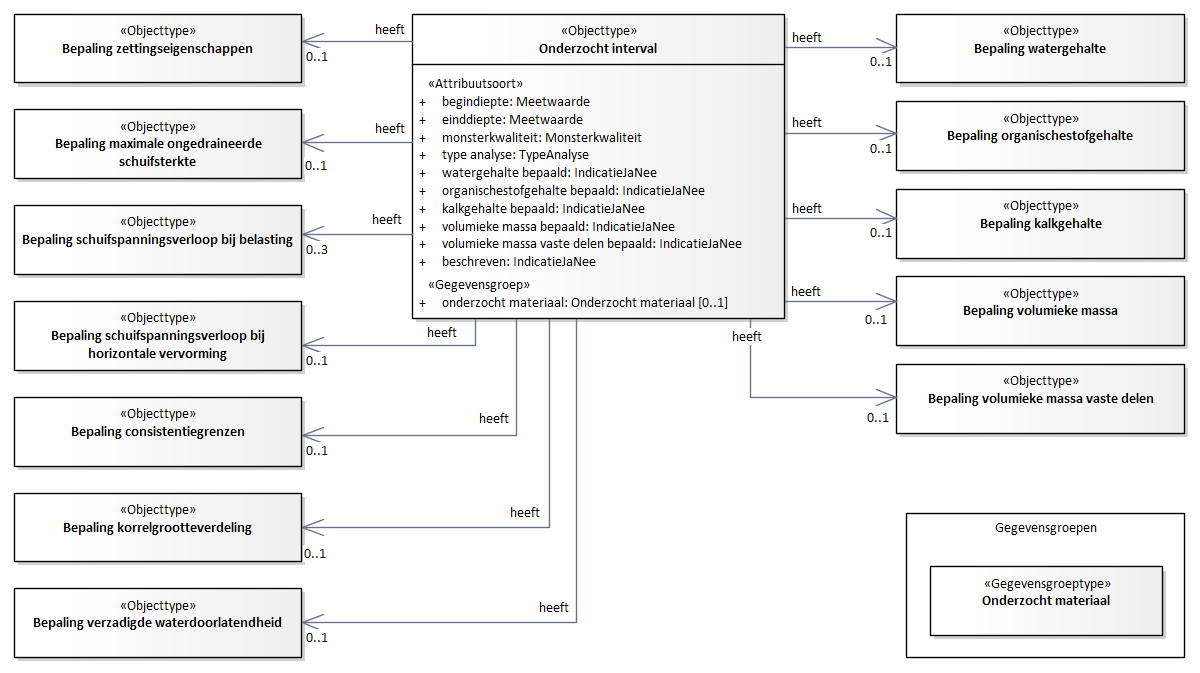 «Objecttype»
Bepaling zettingseigenschappen
heeft
0..1
«Objecttype»
Bepaling maximale ongedraineerde
schuifsterkte
heeft
0..1
«Objecttype»
Bepaling schuifspanningsverloop bij belasting
heeft
0..3
«Objecttype»
Bepaling schuifspanningsverloop bij
horizontale vervorming
heeft
0..1
«Objecttype»
Bepaling consistentiegrenzen
heeft
0..1
«Objecttype»
Bepaling korrelgrootteverdeling
heeft
0..1
«Objecttype»
Bepaling verzadigde waterdoorlatendheid
heeft
0..1
«Objecttype»
Onderzocht interval
«Attribuutsoort»
+ begindiepte: Meetwaarde
+ einddiepte: Meetwaarde
+ monsterkwaliteit: Monsterkwaliteit
+ type analyse: TypeAnalyse
+ watergehalte bepaald: IndicatieJaNee
+ organischestofgehalte bepaald: IndicatieJaNee
+ kalkgehalte bepaald: IndicatieJaNee
+ volumieke massa bepaald: IndicatieJaNee
+ volumieke massa vaste delen bepaald: IndicatieJaNee
+ beschreven: IndicatieJaNee
«Gegevensgroep»
+ onderzocht materiaal: Onderzocht materiaal [0..1]
heeft
0..1
«Objecttype»
Bepaling watergehalte
heeft
0..1
«Objecttype»
Bepaling organischestofgehalte
heeft
0..1
«Objecttype»
Bepaling kalkgehalte
heeft
0..1
«Objecttype»
Bepaling volumieke massa
heeft
0..1
«Objecttype»
Bepaling volumieke massa vaste delen
Gegevensgroepen
«Gegevensgroeptype»
Onderzocht materiaal